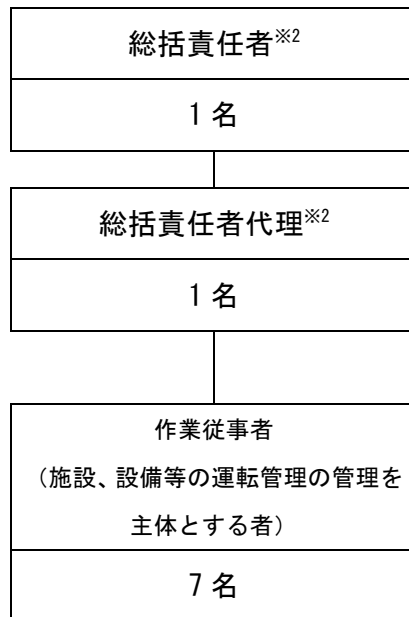 総括責任者※2
1名
総括責任者代理※2
1名
作業従事者
（施設、設備等の運転管理の管理を
主体とする者）
7名